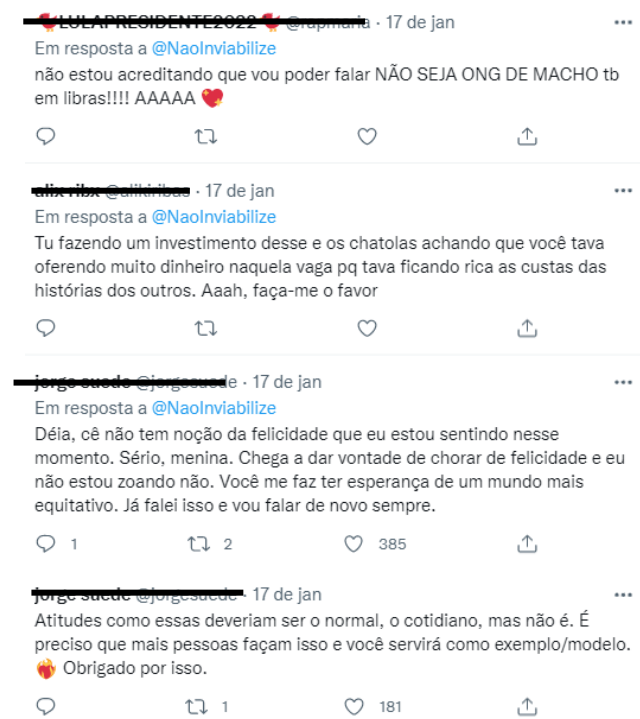 · 17 de jan
Em resposta a @NaoInviabilize
não estou acreditando que vou poder falar NÃO SEJA ONG DE MACHO tb
em libras!!!! AAAAA 💖
· 17 de jan
Em resposta a @NaoInviabilize
Tu fazendo um investimento desse e os chatolas achando que você tava
oferendo muito dinheiro naquela vaga pq tava ficando rica as custas das
histórias dos outros. Aaah, faça-me o favor
· 17 de jan
Em resposta a @NaoInviabilize
Déia, cê não tem noção da felicidade que eu estou sentindo nesse
momento. Sério, menina. Chega a dar vontade de chorar de felicidade e eu
não estou zoando não. Você me faz ter esperança de um mundo mais
equitativo. Já falei isso e vou falar de novo sempre.
1 2 385
· 17 de jan
Atitudes como essas deveriam ser o normal, o cotidiano, mas não é. É
preciso que mais pessoas façam isso e você servirá como exemplo/modelo.
❤️‍🔥 Obrigado por isso.
1 181